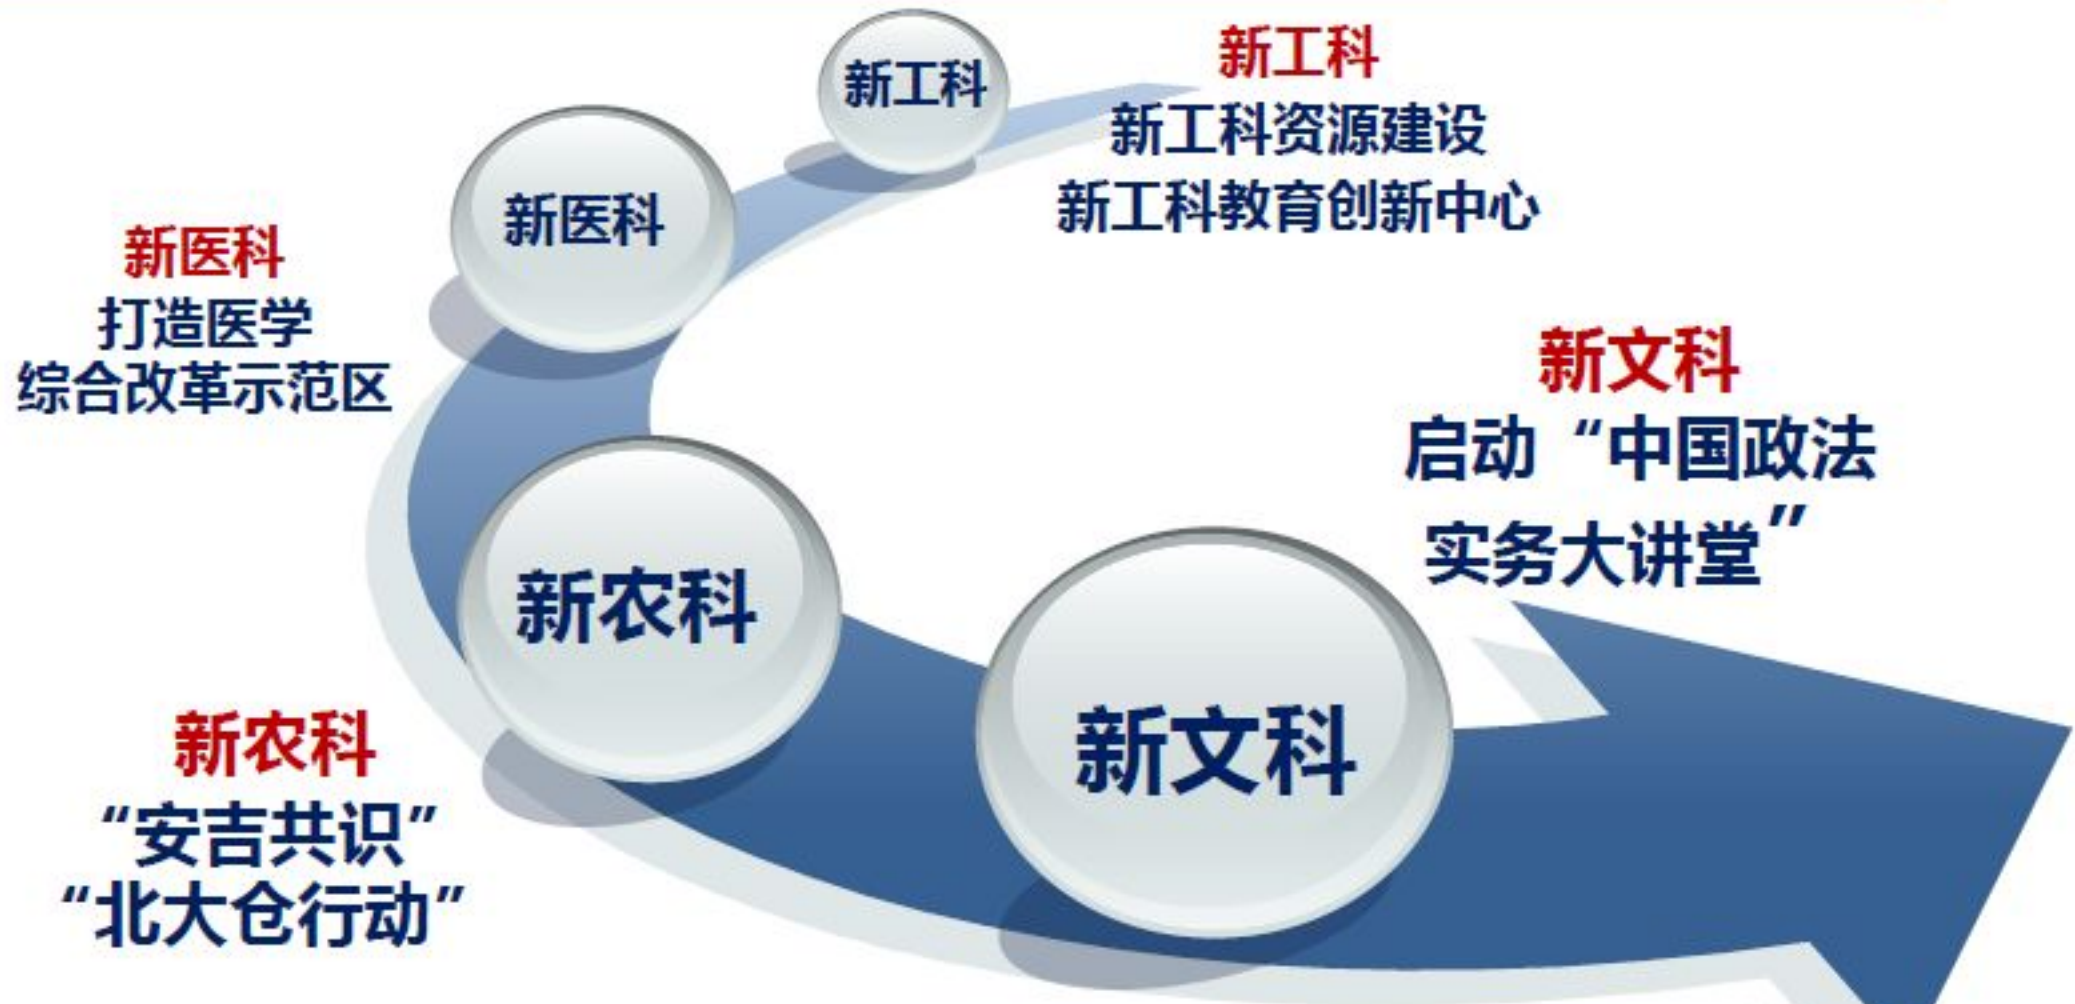 新工科
新工科
新工科资源建设
新工科教育创新中心
新医科
新医科
打造医学
综合改革示范区
新农科
新农科
“安吉共识”
“北大仓行动”
新文科
新文科
启动“中国政法
实务大讲堂”